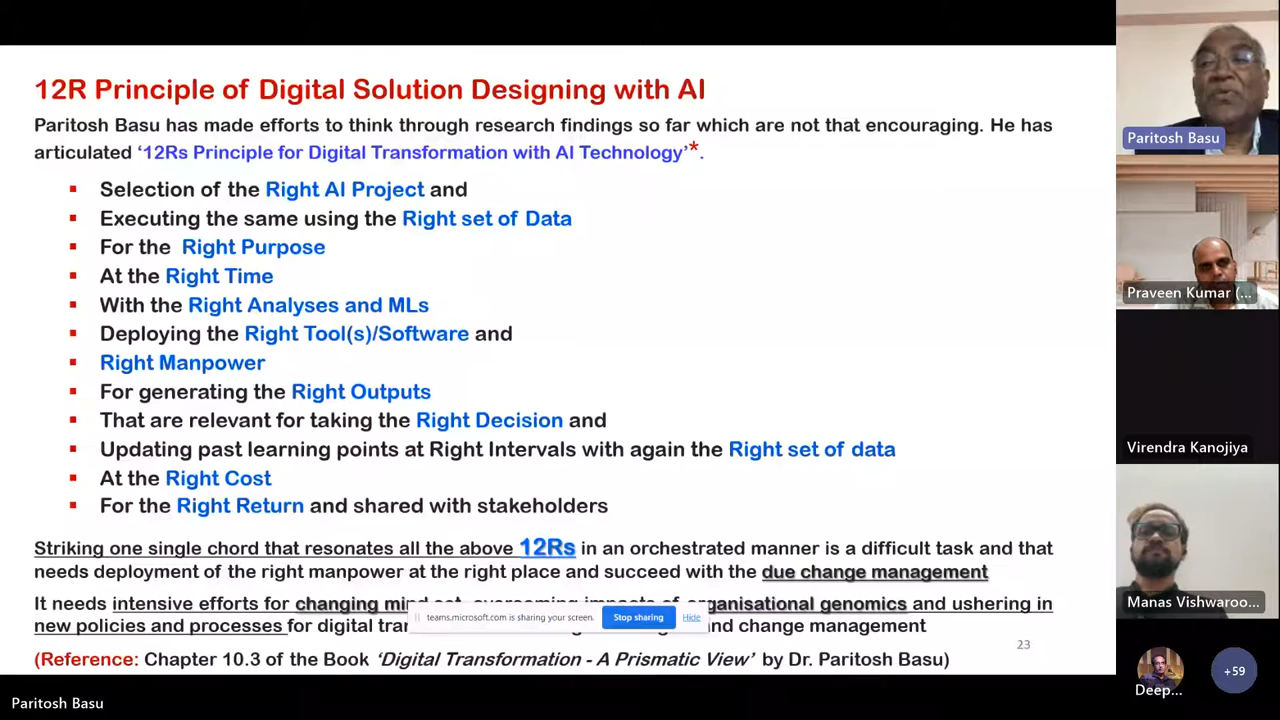 12R Principle of Digital Solution Designing with AI
Paritosh Basu has made efforts to think through research findings so far which are not that encouraging. He has
articulated ‘12Rs Principle for Digital Transformation with AI Technology’*.
▪ Selection of the Right AI Project and
▪ Executing the same using the Right set of Data
▪ For the Right Purpose
▪ At the Right Time
▪ With the Right Analyses and MLs
▪ Deploying the Right Tool(s)/Software and
▪ Right Manpower
▪ For generating the Right Outputs
▪ That are relevant for taking the Right Decision and
▪ Updating past learning points at Right Intervals with again the Right set of data
▪ At the Right Cost
▪ For the Right Return and shared with stakeholders
Striking one single chord that resonates all the above 12Rs in an orchestrated manner is a difficult task and that
needs deployment of the right manpower at the right place and succeed with the due change management
It needs intensive efforts for changing organisational genomics and ushering in
teams.microsoft.com is sharing your screen. Stop sharing Hide
new policies and processes for digital and change management
23
(Reference: Chapter 10.3 of the Book ‘Digital Transformation - A Prismatic View’ by Dr. Paritosh Basu)
Paritosh Basu
Paritosh Basu
Praveen Kumar (...
Virendra Kanojiya
Manas Vishwaroo...
Deep...
+59